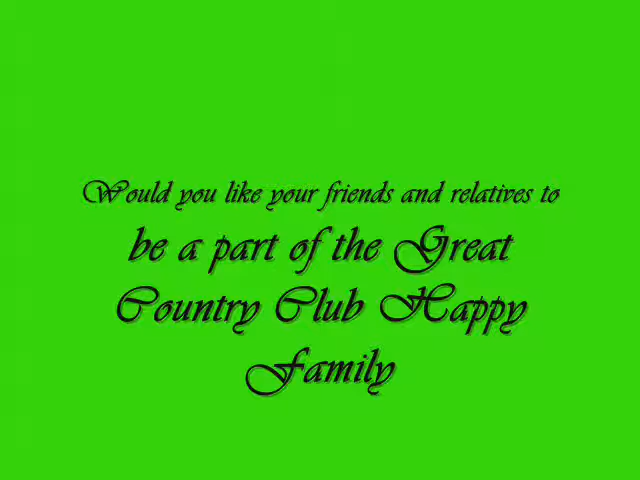 Would you like your friends and relatives to
be a part of the Great
Country Club Happy
Family